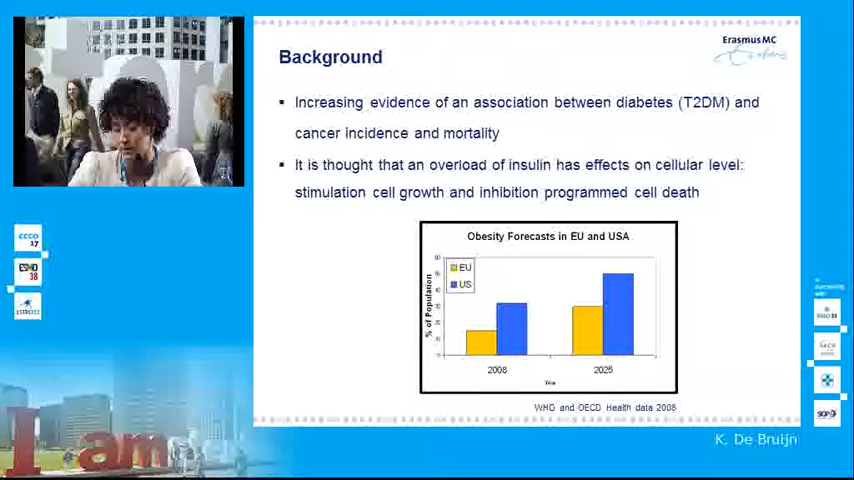 Background
Erasmus MC
▪ Increasing evidence of an association between diabetes (T2DM) and
cancer incidence and mortality
▪ It is thought that an overload of insulin has effects on cellular level:
stimulation cell growth and inhibition programmed cell death
Obesity Forecasts in EU and USA
% of Population
EU
US
2008
2025
Year
WHO and OECD Health data 2008
K. De Bruijn
ECCO
17
ESMO
38
I am